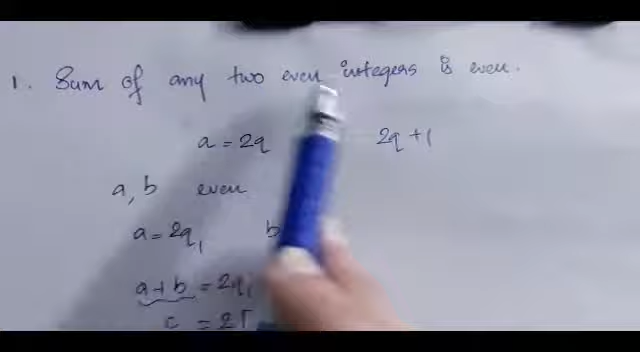 1. Sum of any two even integers is even.
a = 2q 2q + 1
a, b even
a = 2q₁ b
a + b = 2q₁
c = 2r